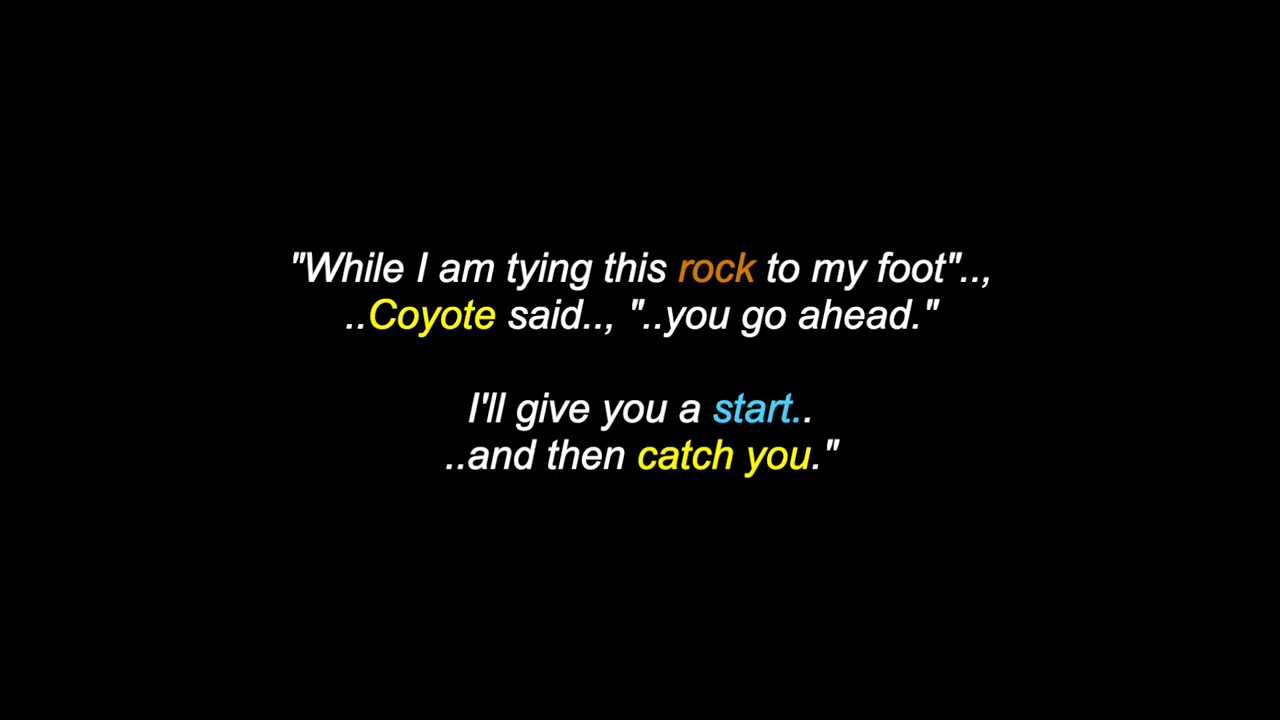 "While I am tying this rock to my foot"..,
..Coyote said.., "..you go ahead."
I'll give you a start..
..and then catch you."